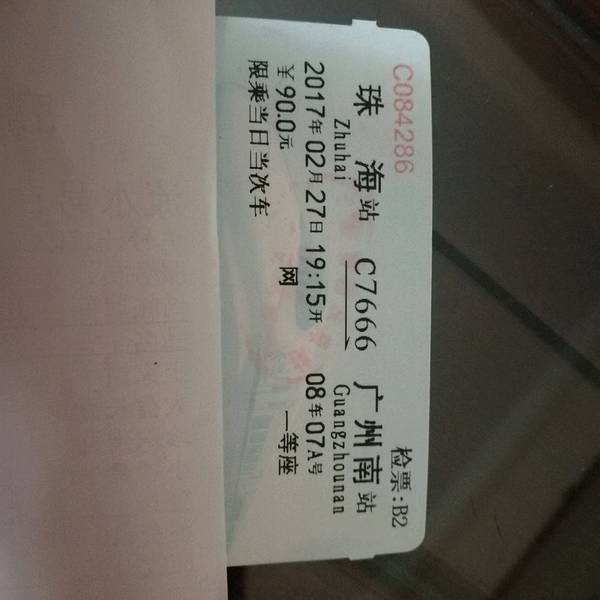 C084286
检票:B2
珠海站 C7666 广州南站
Zhuhai Guangzhounan
2017年02月27日19:15开 08车07A号
￥90.0元 网 一等座
限乘当日当次车